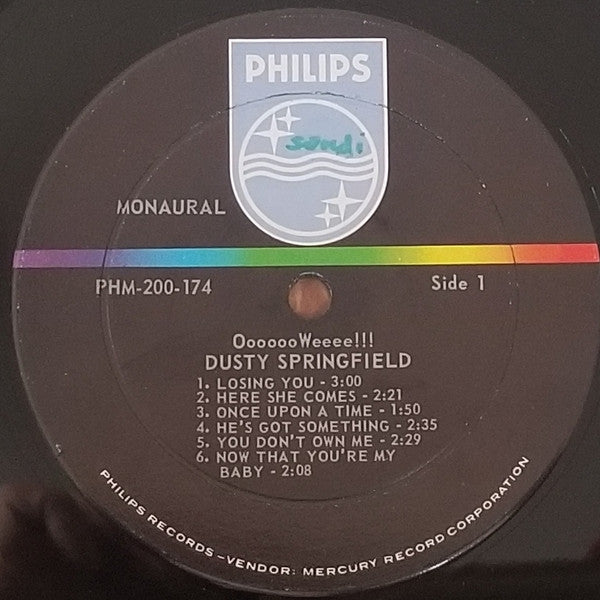 PHILIPS
sandi
MONAURAL
PHM-200-174
Side 1
OoooooWeeee!!!
DUSTY SPRINGFIELD
1. LOSING YOU - 3:00
2. HERE SHE COMES - 2:21
3. ONCE UPON A TIME - 1:50
4. HE'S GOT SOMETHING - 2:35
5. YOU DON'T OWN ME - 2:29
6. NOW THAT YOU'RE MY
BABY - 2:08
PHILIPS RECORDS -VENDOR: MERCURY RECORD CORPORATION